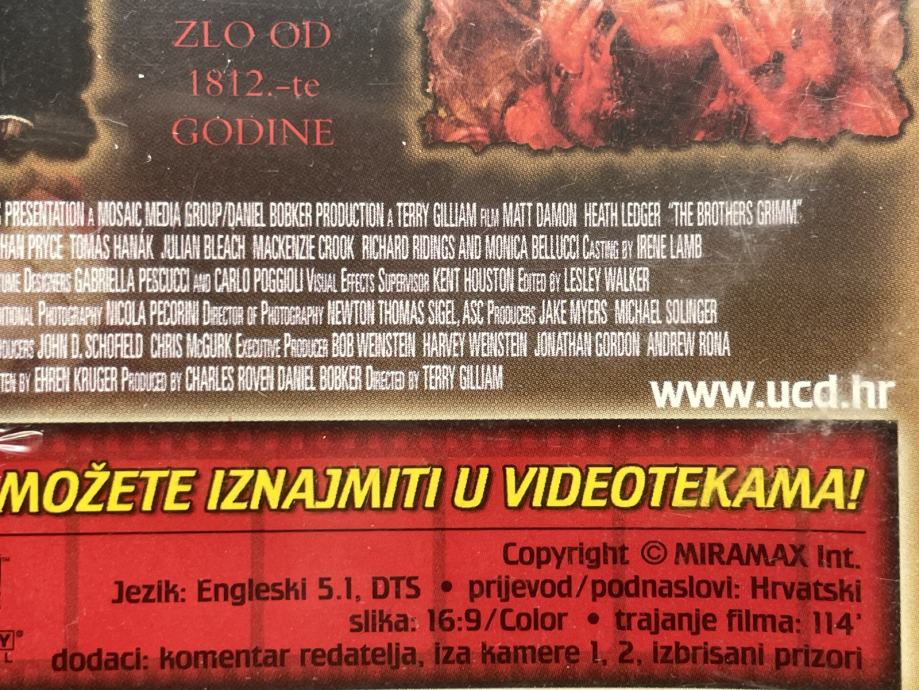 ZLO OD
1812.-te
GODINE
PRESENTATION A MOSAIC MEDIA GROUP/DANIEL BOBKER PRODUCTION A TERRY GILLIAM FILM MATT DAMON HEATH LEDGER "THE BROTHERS GRIMM"
PRYCE TOMAS HANÁK JULIAN BLEACH MACKENZIE CROOK RICHARD RIDINGS AND MONICA BELLUCCI CASTING BY IRENE LAMB
DESIGNERS GABRIELLA PESCUCCI AND CARLO POGGIOLI VISUAL EFFECTS SUPERVISOR KENT HOUSTON EDITED BY LESLEY WALKER
PHOTOGRAPHY NICOLA PECORINI DIRECTOR OF PHOTOGRAPHY NEWTON THOMAS SIGEL, ASC PRODUCERS JAKE MYERS MICHAEL SOLINGER
JOHN D. SCHOFIELD CHRIS McGURK EXECUTIVE PRODUCER BOB WEINSTEIN HARVEY WEINSTEIN JONATHAN GORDON ANDREW RONA
BY EHREN KRUGER PRODUCED BY CHARLES ROVEN DANIEL BOBKER DIRECTED BY TERRY GILLIAM
www.ucd.hr
MOŽETE IZNAJMITI U VIDEOTEKAMA!
Copyright © MIRAMAX Int.
Jezik: Engleski 5.1, DTS • prijevod/podnaslovi: Hrvatski
slika: 16:9/Color • trajanje filma: 114'
dodaci: komentar redatelja, iza kamere 1, 2, izbrisani prizori